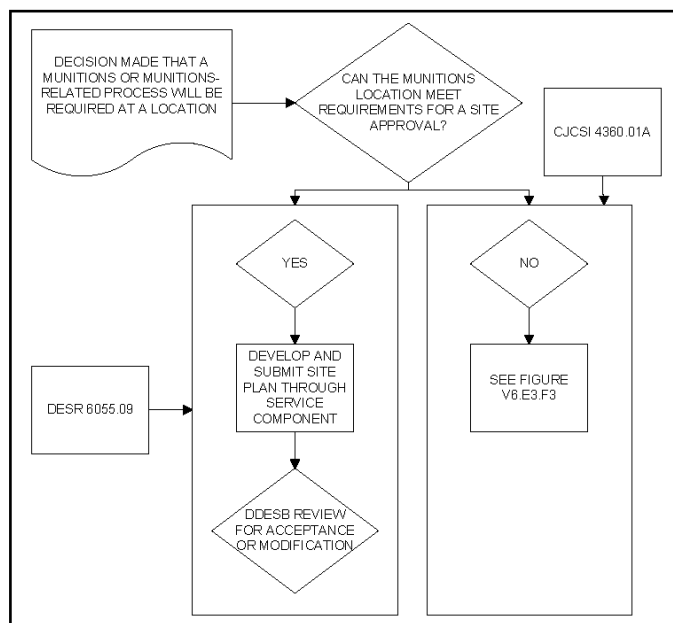 DECISION MADE THAT A
MUNITIONS OR MUNITIONS-
RELATED PROCESS WILL BE
REQUIRED AT A LOCATION
CAN THE MUNITIONS
LOCATION MEET
REQUIREMENTS FOR A SITE
APPROVAL?
CJCSI 4360.01A
YES
NO
DEVELOP AND
SUBMIT SITE
PLAN THROUGH
SERVICE
COMPONENT
SEE FIGURE
V6.E3.F3
DESR 6055.09
DDESB REVIEW
FOR ACCEPTANCE
OR MODIFICATION